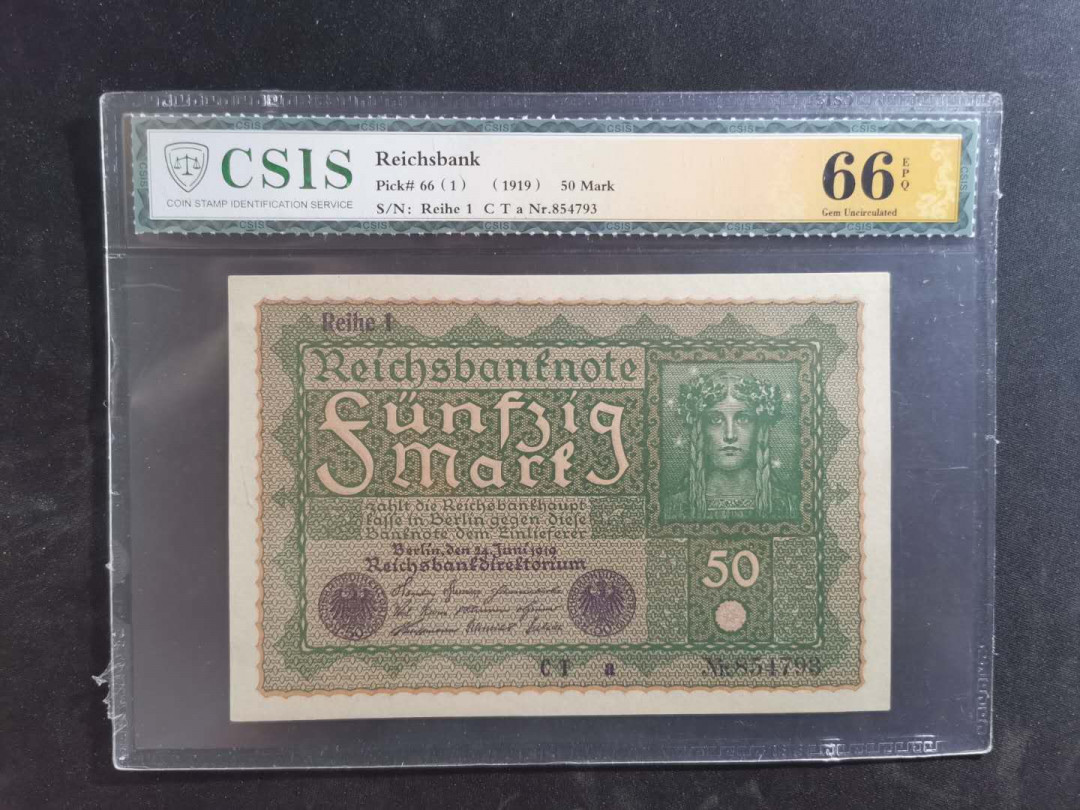 CSIS
COIN STAMP IDENTIFICATION SERVICE
Reichsbank
Pick# 66 (1) (1919) 50 Mark
S/N: Reihe 1 C T a Nr.854793
66
EPQ
Gem Uncirculated
Reihe 1
Reichsbanknote
Fünfzig
Mark
zahlt die Reichsbankhaupt
kasse in Berlin gegen diese
Banknote dem Einlieferer
Berlin, den 24. Juni 1919
Reichsbankdirektorium
50
C T a Nr.854793